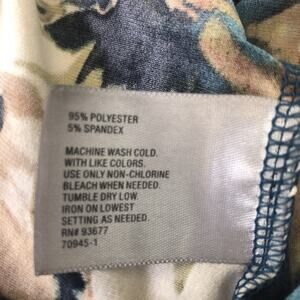 95% POLYESTER
5% SPANDEX
MACHINE WASH COLD.
WITH LIKE COLORS.
USE ONLY NON-CHLORINE
BLEACH WHEN NEEDED.
TUMBLE DRY LOW.
IRON ON LOWEST
SETTING AS NEEDED.
RN# 93677
70945-1